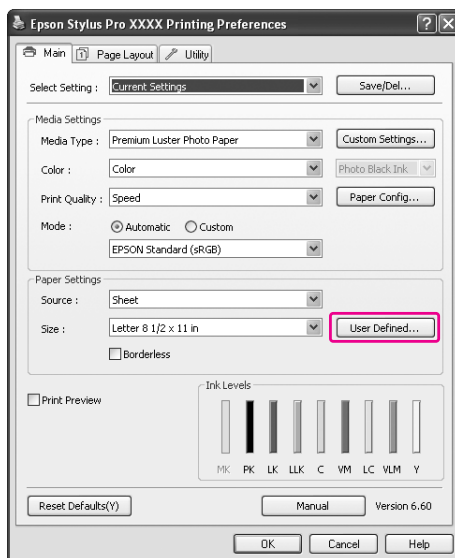 Epson Stylus Pro XXXX Printing Preferences
Main Page Layout Utility
Select Setting : Current Settings Save/Del...
Media Settings
Media Type : Premium Luster Photo Paper Custom Settings...
Color : Color Photo Black Ink
Print Quality : Speed Paper Config...
Mode : Automatic Custom
EPSON Standard (sRGB)
Paper Settings
Source : Sheet
Size : Letter 8 1/2 x 11 in User Defined...
Borderless
Print Preview
Ink Levels
MK PK LK LLK C VM LC VLM Y
Reset Defaults(Y) Manual Version 6.60
OK Cancel Help